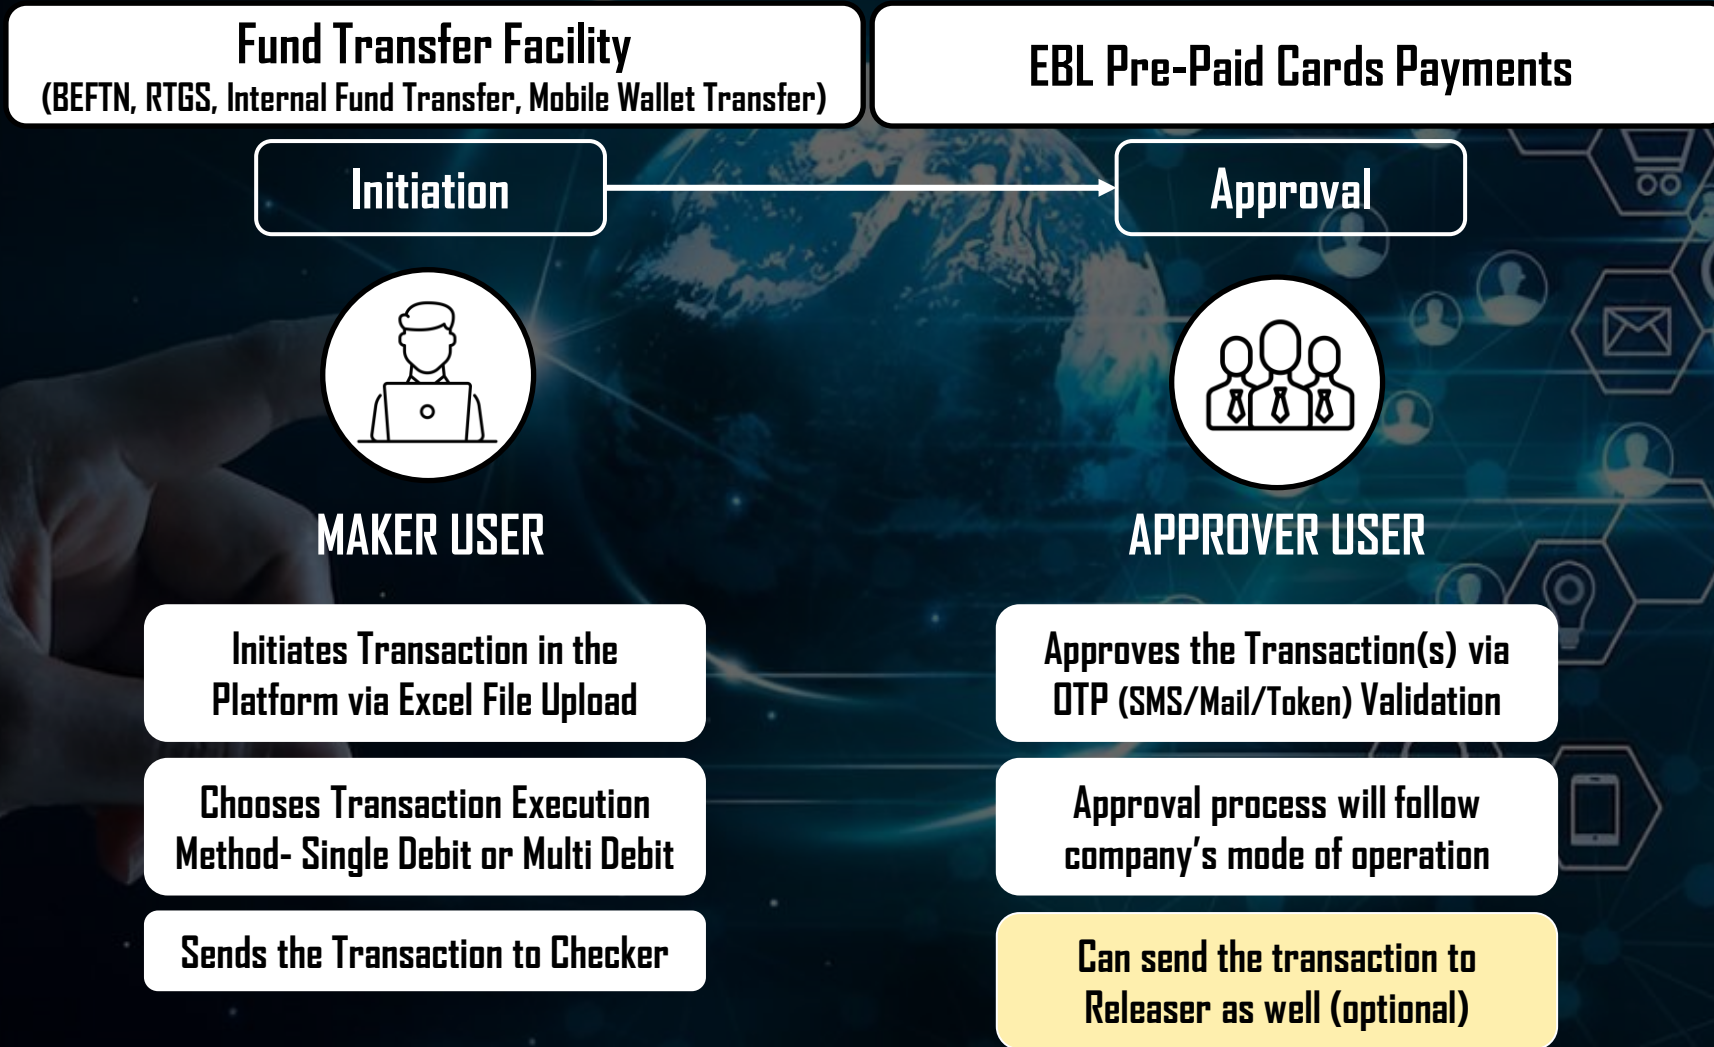 Fund Transfer Facility
(BEFTN, RTGS, Internal Fund Transfer, Mobile Wallet Transfer)
EBL Pre-Paid Cards Payments
Initiation
Approval
MAKER USER
APPROVER USER
Initiates Transaction in the
Platform via Excel File Upload
Chooses Transaction Execution
Method- Single Debit or Multi Debit
Sends the Transaction to Checker
Approves the Transaction(s) via
OTP (SMS/Mail/Token) Validation
Approval process will follow
company's mode of operation
Can send the transaction to
Releaser as well (optional)